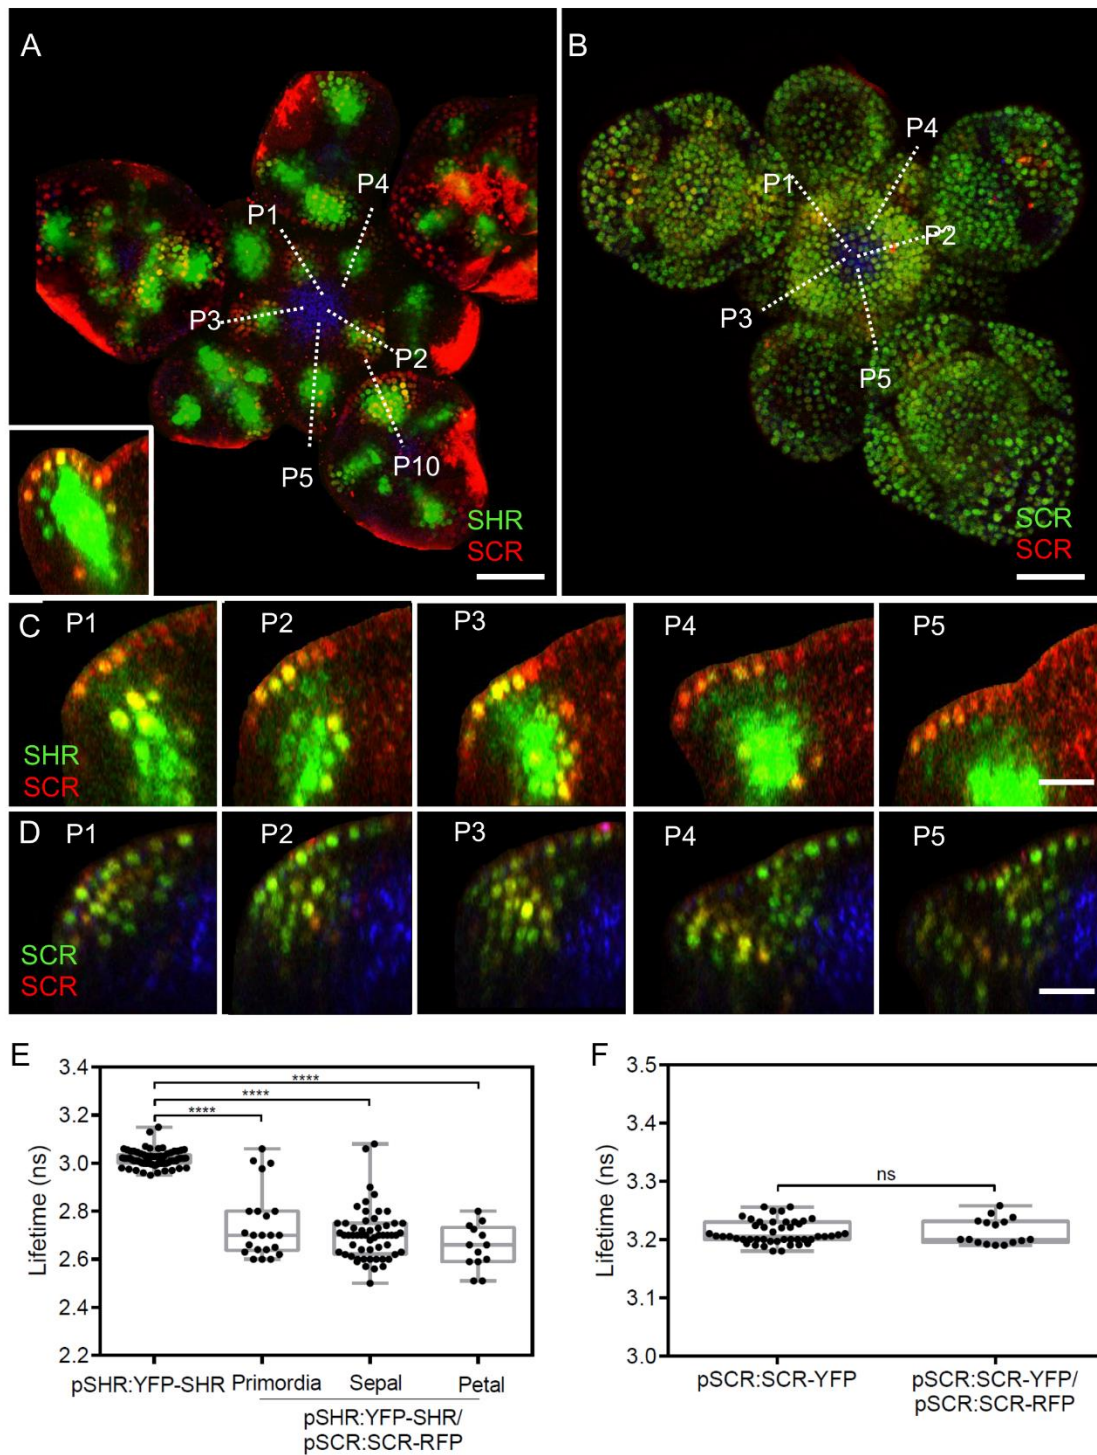 A
P1
P4
P3
P2
P5
P10
SHR
SCR
B
P4
P1
P2
P3
P5
SCR
SCR
C P1 P2 P3 P4 P5
SHR
SCR
D P1 P2 P3 P4 P5
SCR
SCR
E
Lifetime (ns)
3.4
3.2
3.0
2.8
2.6
2.4
2.2
****
****
****
pSHR:YFP-SHR Primordia Sepal Petal
pSHR:YFP-SHR/
pSCR:SCR-RFP
F
Lifetime (ns)
3.5
3.4
3.3
3.2
3.1
3.0
ns
pSCR:SCR-YFP
pSCR:SCR-YFP/
pSCR:SCR-RFP